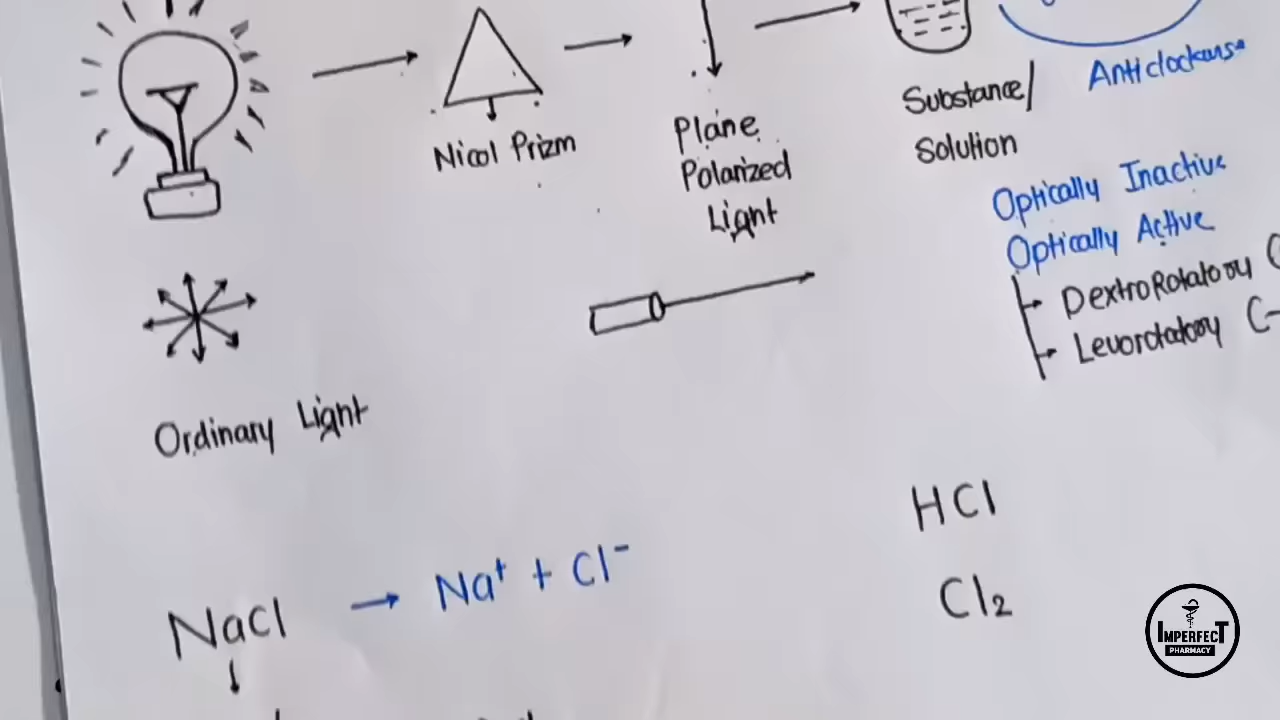 Nicol Prizm
Plane
Polarized
Light
Substance/
Solution
Optically Inactive
Optically Active
DextroRotatory (
Levorotatory (-
Ordinary Light
NaCl → Na+ + Cl-
HCl
Cl2
IMPERFECT
PHARMACY